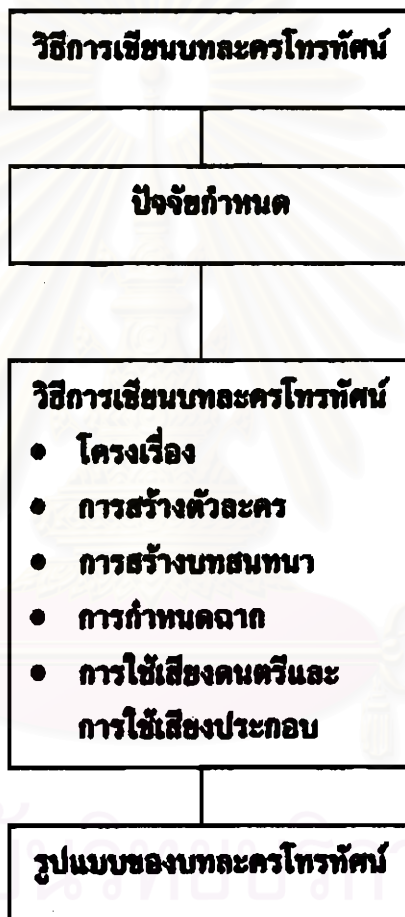 วิธีการเขียนบทละครโทรทัศน์
ปัจจัยกำหนด
วิธีการเขียนบทละครโทรทัศน์
• โครงเรื่อง
• การสร้างตัวละคร
• การสร้างบทสนทนา
• การกำหนดฉาก
• การใช้เสียงดนตรีและ
การใช้เสียงประกอบ
รูปแบบของบทละครโทรทัศน์